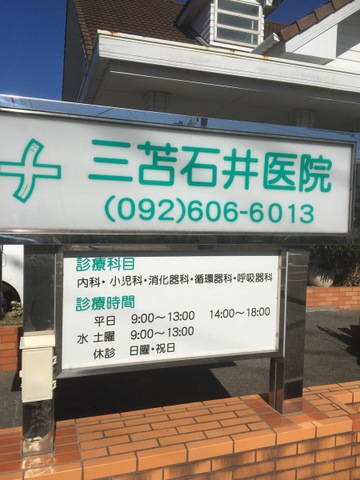 三苫石井医院
(092)606-6013
診療科目
内科・小児科・消化器科・循環器科・呼吸器科
診療時間
平日 9:00〜13:00 14:00〜18:00
水 土曜 9:00〜13:00
休診 日曜・祝日